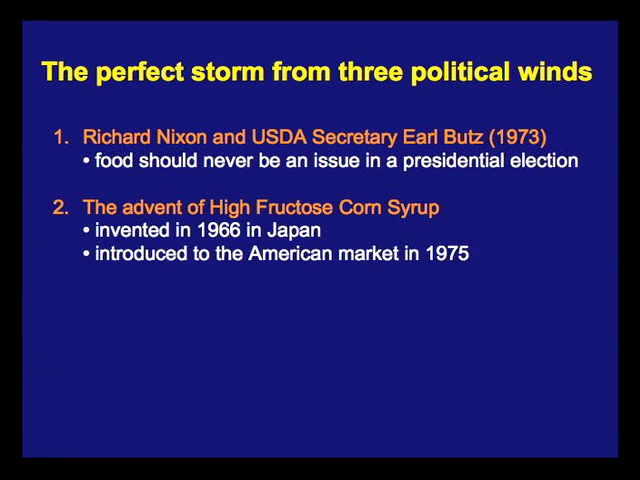 The perfect storm from three political winds
1. Richard Nixon and USDA Secretary Earl Butz (1973)
• food should never be an issue in a presidential election
2. The advent of High Fructose Corn Syrup
• invented in 1966 in Japan
• introduced to the American market in 1975